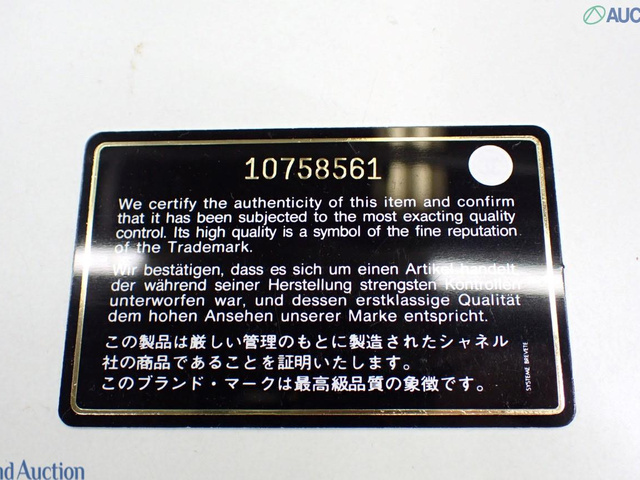 AUC
10758561
We certify the authenticity of this item and confirm
that it has been subjected to the most exacting quality
control. Its high quality is a symbol of the fine reputation
of the Trademark.
Wir bestätigen, dass es sich um einen Artikel handelt,
der während seiner Herstellung strengsten Kontrollen
unterworfen war, und dessen erstklassige Qualität
dem hohen Ansehen unserer Marke entspricht.
この製品は厳しい管理のもとに製造されたシャネル
社の商品であることを証明いたします。
このブランド・マークは最高級品質の象徴です。
SYSTEME BREVETE
nd Auction